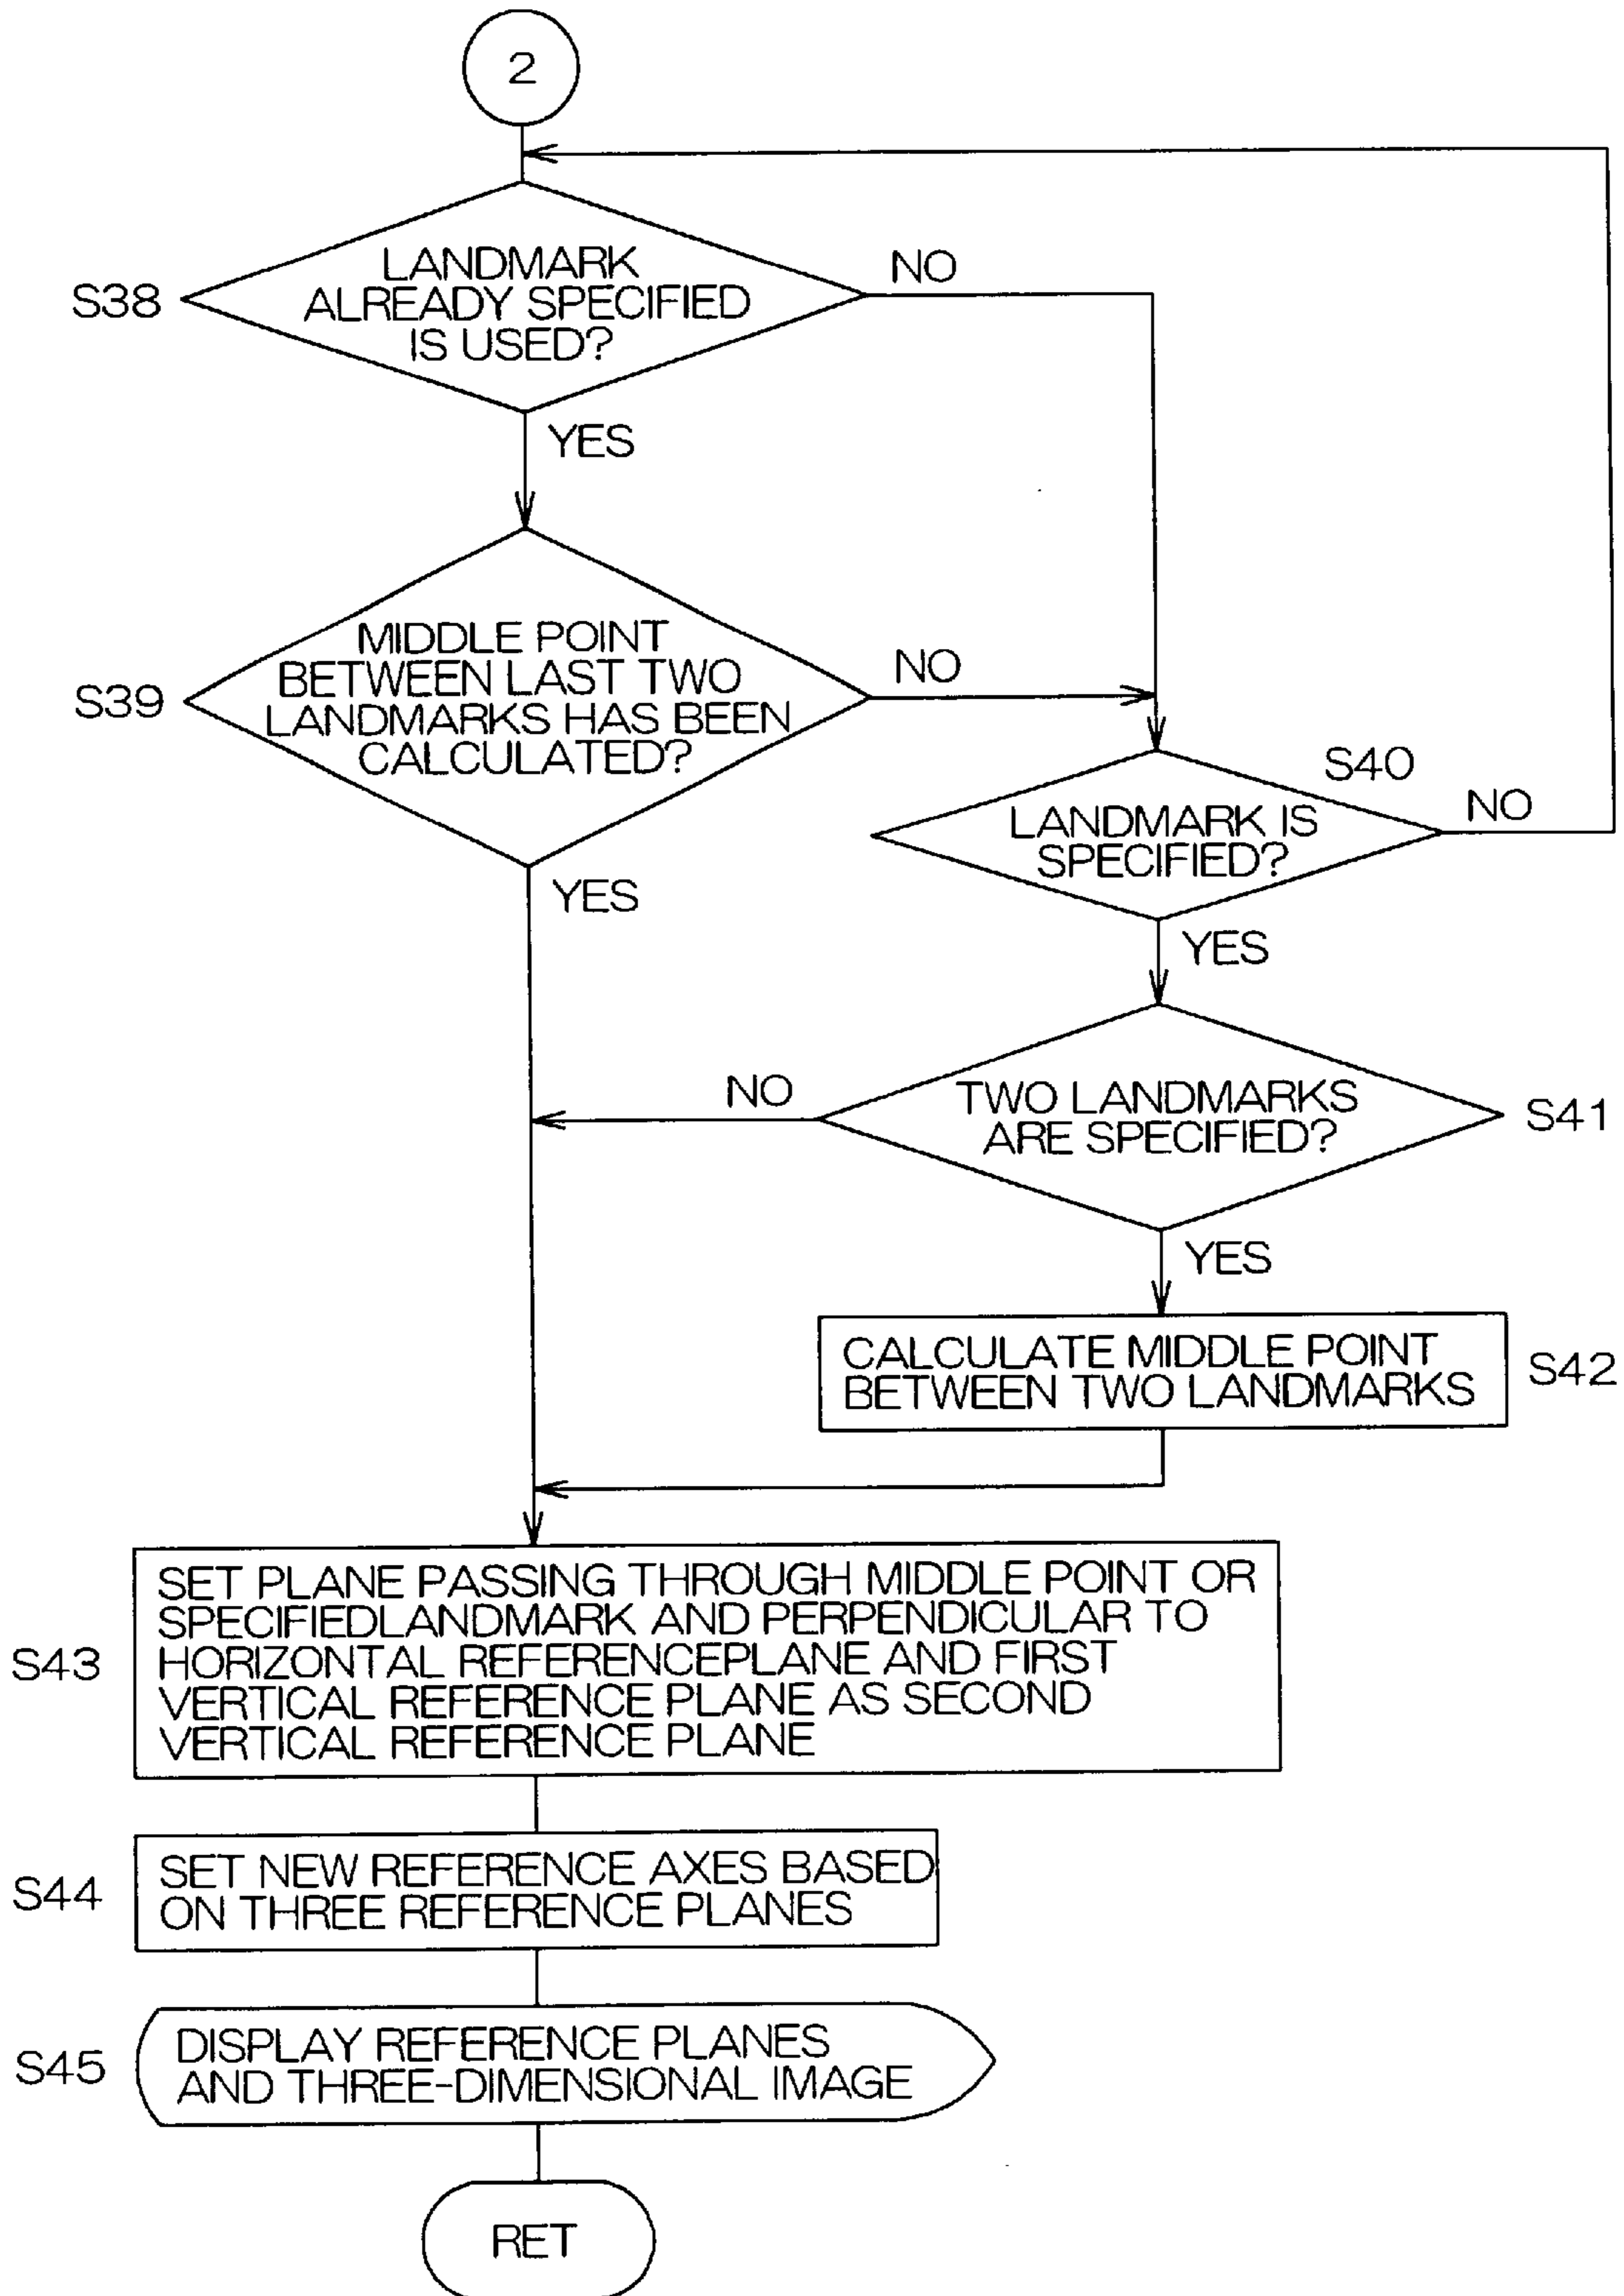 2
LANDMARK
ALREADY SPECIFIED
IS USED?
S38
NO
YES
MIDDLE POINT
BETWEEN LAST TWO
LANDMARKS HAS BEEN
CALCULATED?
S39
NO
YES
S40
LANDMARK IS
SPECIFIED?
NO
YES
TWO LANDMARKS
ARE SPECIFIED?
S41
NO
YES
CALCULATE MIDDLE POINT
BETWEEN TWO LANDMARKS
S42
SET PLANE PASSING THROUGH MIDDLE POINT OR
SPECIFIEDLANDMARK AND PERPENDICULAR TO
HORIZONTAL REFERENCEPLANE AND FIRST
VERTICAL REFERENCE PLANE AS SECOND
VERTICAL REFERENCE PLANE
S43
SET NEW REFERENCE AXES BASED
ON THREE REFERENCE PLANES
S44
DISPLAY REFERENCE PLANES
AND THREE-DIMENSIONAL IMAGE
S45
RET